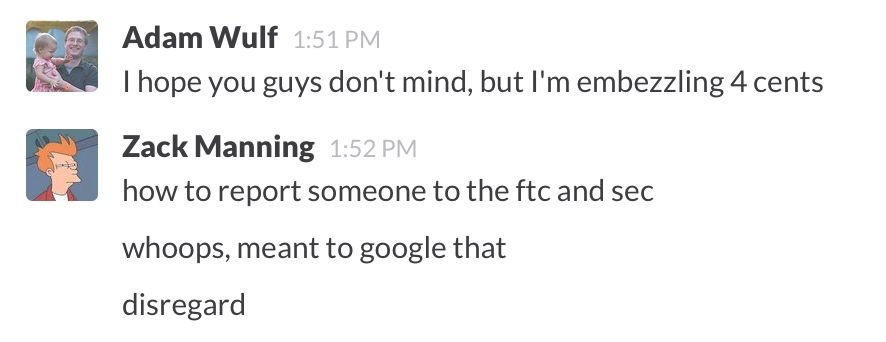 Adam Wulf 1:51 PM
I hope you guys don't mind, but I'm embezzling 4 cents
Zack Manning 1:52 PM
how to report someone to the ftc and sec
whoops, meant to google that
disregard